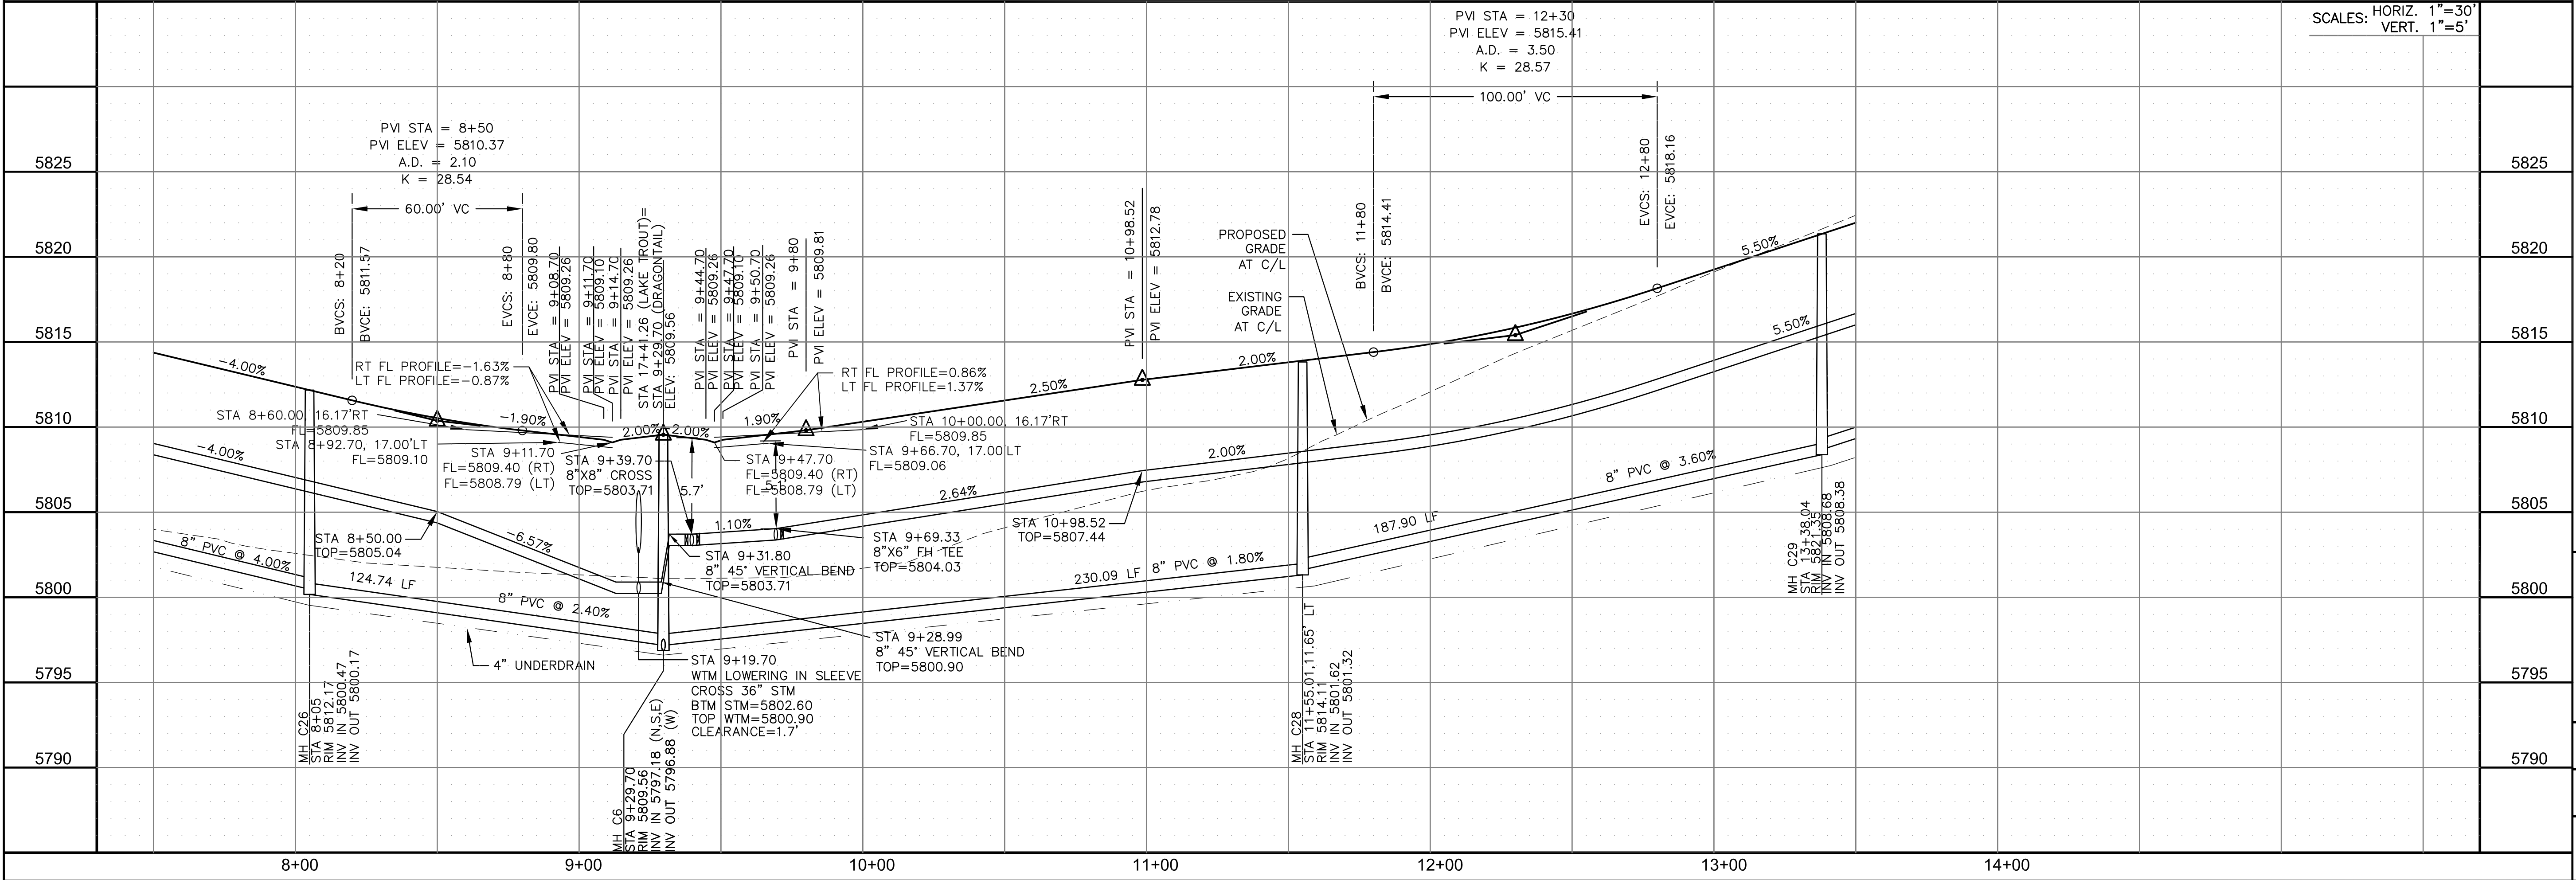 SCALES: HORIZ. 1"=30'
VERT. 1"=5'
PVI STA = 12+30
PVI ELEV = 5815.41
A.D. = 3.50
K = 28.57
100.00' VC
PVI STA = 8+50
PVI ELEV = 5810.37
A.D. = 2.10
K = 28.54
60.00' VC
BVCS: 8+20
BVCE: 5811.57
EVCS: 8+80
EVCE: 5809.80
PVI STA = 9+08.70
PVI ELEV = 5809.26
PVI STA = 9+11.70
PVI ELEV = 5809.10
PVI STA = 9+14.70
PVI ELEV = 5809.26
STA 17+41.26 (LAKE TROUT)=
STA 9+29.70 (DRAGONTAIL)
ELEV: 5809.56
PVI STA = 9+44.70
PVI ELEV = 5809.26
PVI STA = 9+47.70
PVI ELEV = 5809.10
PVI STA = 9+50.70
PVI ELEV = 5809.26
PVI STA = 9+80
PVI ELEV = 5809.81
PVI STA = 10+98.52
PVI ELEV = 5812.78
BVCS: 11+80
BVCE: 5814.41
EVCS: 12+80
EVCE: 5818.16
PROPOSED
GRADE
AT C/L
EXISTING
GRADE
AT C/L
5825
5820
5815
5810
5805
5800
5795
5790
5825
5820
5815
5810
5805
5800
5795
5790
-4.00%
-1.90%
2.00%
-2.00%
1.90%
2.50%
2.00%
5.50%
RT FL PROFILE=-1.63%
LT FL PROFILE=-0.87%
RT FL PROFILE=0.86%
LT FL PROFILE=1.37%
STA 8+60.00, 16.17'RT
FL=5809.85
STA 8+92.70, 17.00'LT
FL=5809.10
STA 9+11.70
FL=5809.40 (RT)
FL=5808.79 (LT)
STA 9+39.70
8"X8" CROSS
TOP=5803.71
5.7'
5.1'
STA 9+47.70
FL=5809.40 (RT)
FL=5808.79 (LT)
STA 10+00.00, 16.17'RT
FL=5809.85
STA 9+66.70, 17.00'LT
FL=5809.06
-4.00%
-6.57%
1.10%
2.64%
2.00%
5.50%
STA 8+50.00
TOP=5805.04
STA 9+31.80
8" 45° VERTICAL BEND
TOP=5803.71
STA 9+69.33
8"X6" FH TEE
TOP=5804.03
STA 10+98.52
TOP=5807.44
STA 9+28.99
8" 45° VERTICAL BEND
TOP=5800.90
STA 9+19.70
WTM LOWERING IN SLEEVE
CROSS 36" STM
BTM STM=5802.60
TOP WTM=5800.90
CLEARANCE=1.7'
8" PVC @ 4.00%
124.74 LF
8" PVC @ 2.40%
230.09 LF 8" PVC @ 1.80%
187.90 LF
8" PVC @ 3.60%
4" UNDERDRAIN
MH C26
STA 8+05
RIM 5812.17
INV IN 5800.47
INV OUT 5800.17
MH C6
STA 9+29.70
RIM 5809.56
INV IN 5797.18 (N,S,E)
INV OUT 5796.88 (W)
MH C28
STA 11+55.01,11.65' LT
RIM 5814.11
INV IN 5801.62
INV OUT 5801.32
MH C29
STA 13+38.04
RIM 5821.35
INV IN 5808.68
INV OUT 5808.38
8+00
9+00
10+00
11+00
12+00
13+00
14+00